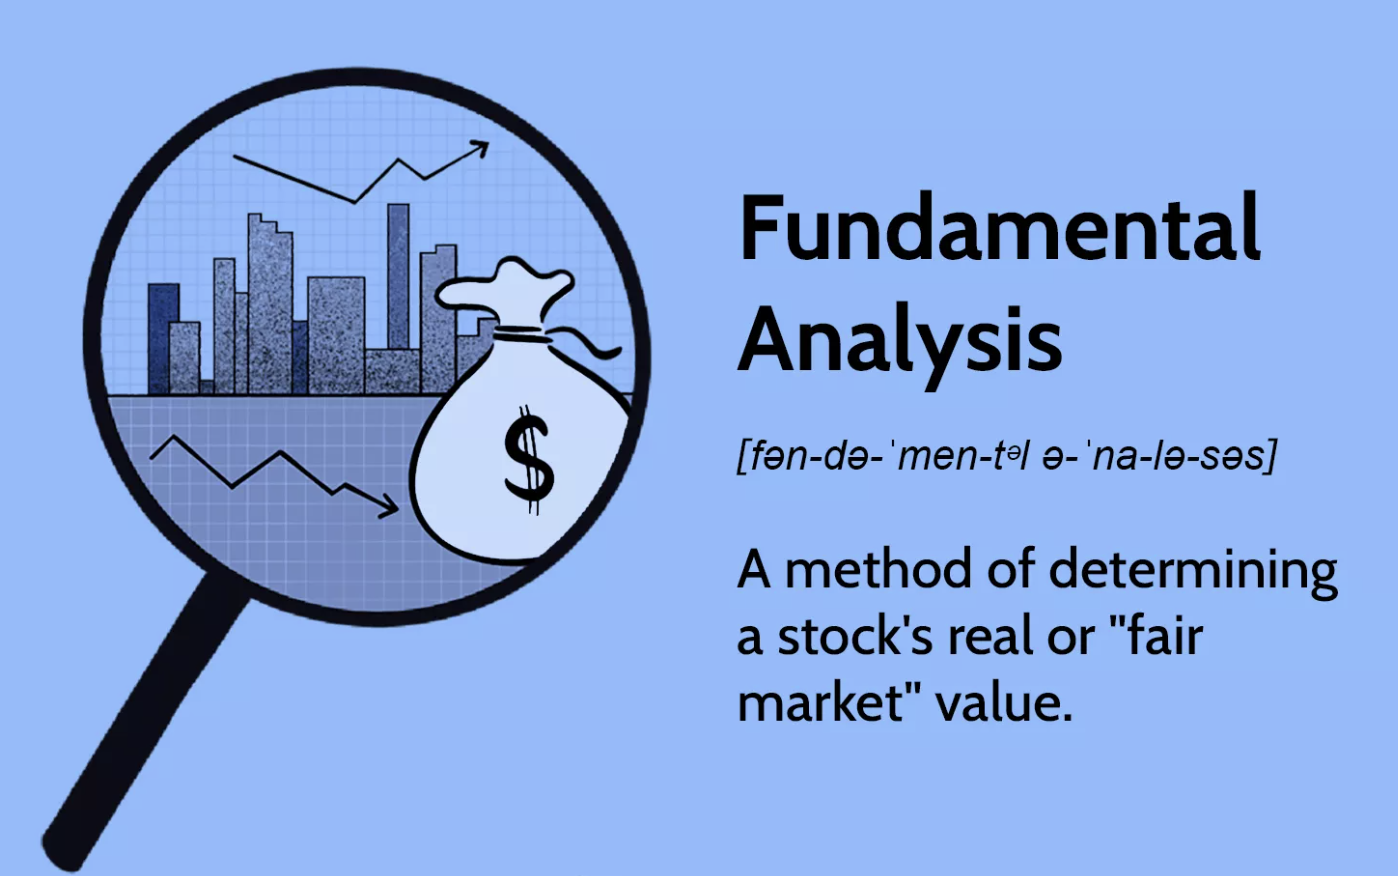 $
Fundamental
Analysis
[fən-də-ˈmen-tᵊl ə-ˈna-lə-səs]
A method of determining
a stock's real or "fair
market" value.